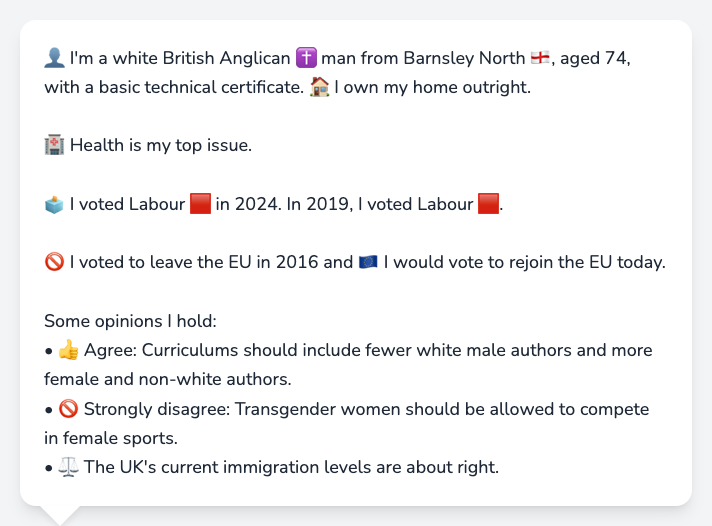 👤 I'm a white British Anglican ✝️ man from Barnsley North 🏴󠁧󠁢󠁥󠁮󠁧󠁿, aged 74,
with a basic technical certificate. 🏠 I own my home outright.
🏥 Health is my top issue.
🗳️ I voted Labour 🟥 in 2024. In 2019, I voted Labour 🟥.
🚫 I voted to leave the EU in 2016 and 🇪🇺 I would vote to rejoin the EU today.
Some opinions I hold:
• 👍 Agree: Curriculums should include fewer white male authors and more
female and non-white authors.
• 🚫 Strongly disagree: Transgender women should be allowed to compete
in female sports.
• ⚖️ The UK's current immigration levels are about right.